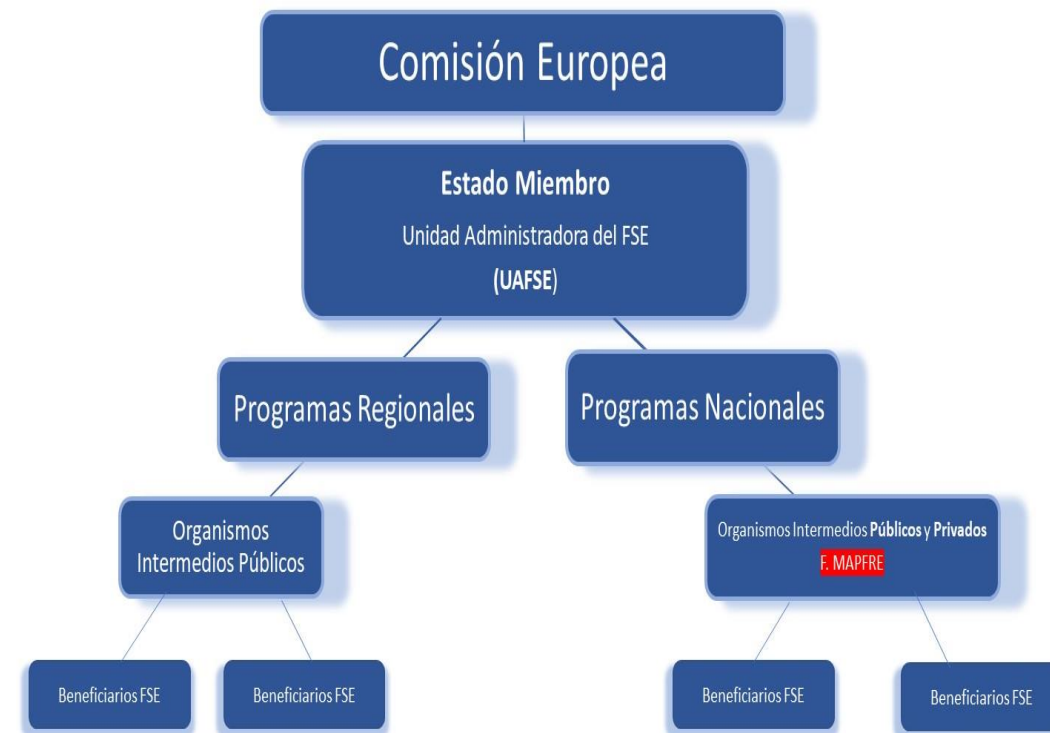 Comisión Europea
Estado Miembro
Unidad Administradora del FSE
(UAFSE)
Programas Regionales
Programas Nacionales
Organismos
Intermedios Públicos
Organismos Intermedios Públicos y Privados
F. MAPFRE
Beneficiarios FSE
Beneficiarios FSE
Beneficiarios FSE
Beneficiarios FSE